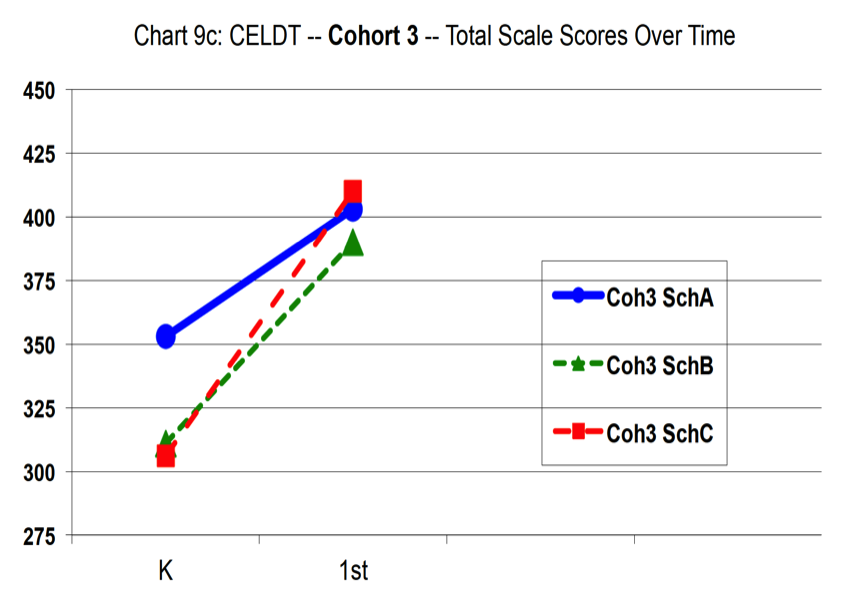 Chart 9c: CELDT -- Cohort 3 -- Total Scale Scores Over Time
450
425
400
375
350
325
300
275
K 1st
Coh3 SchA
Coh3 SchB
Coh3 SchC